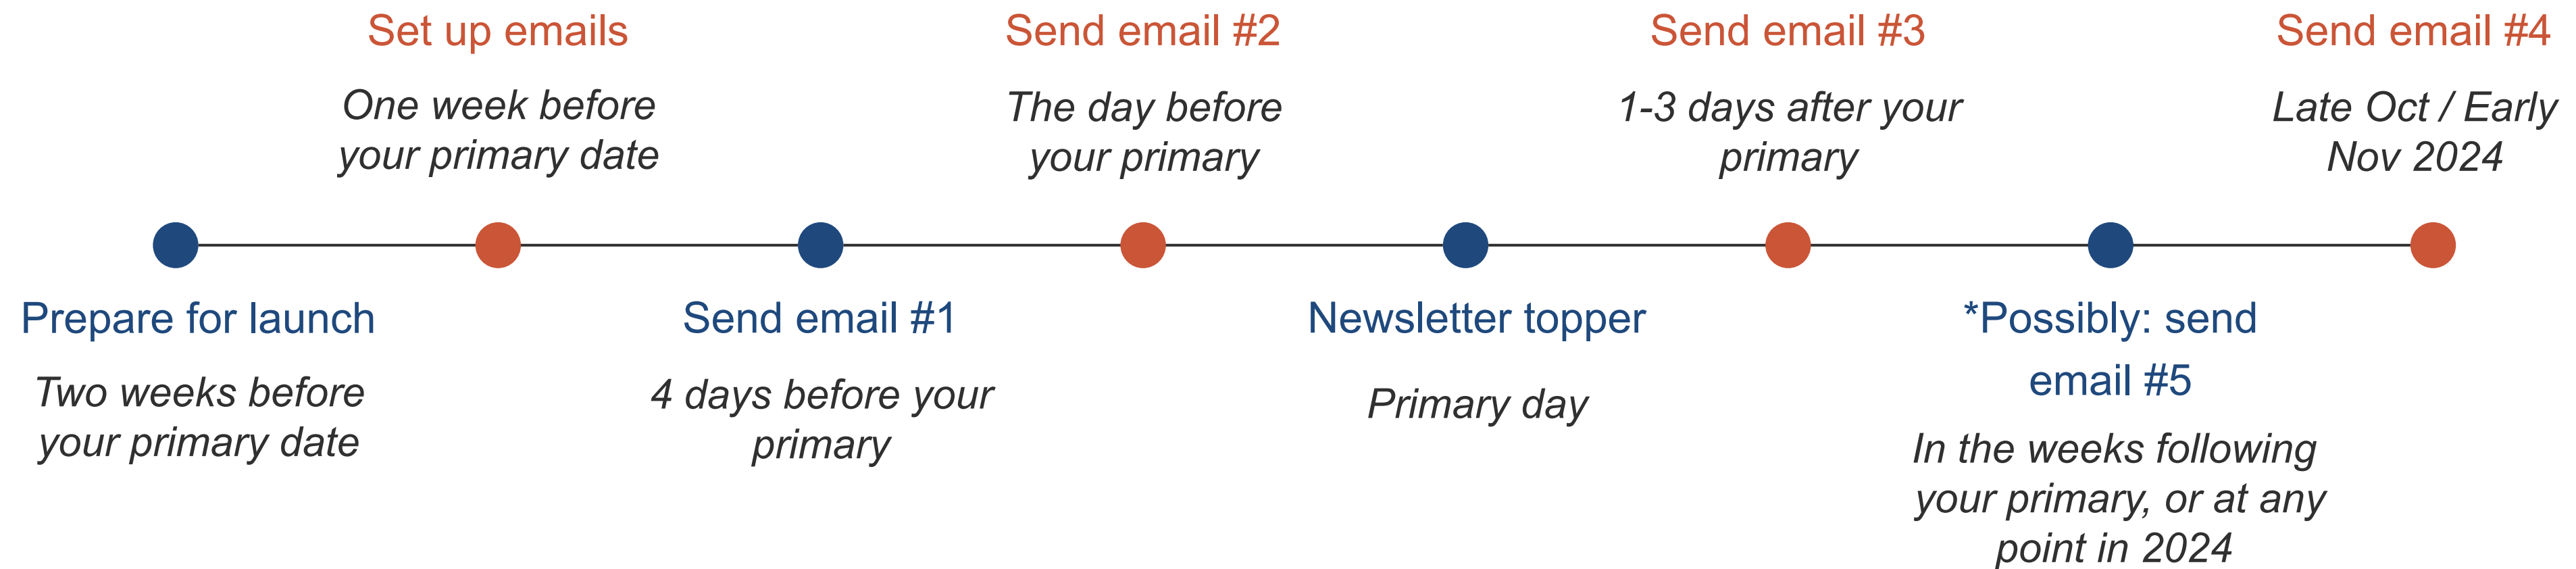 Prepare for launch
Two weeks before
your primary date
Set up emails
One week before
your primary date
Send email #1
4 days before your
primary
Send email #2
The day before
your primary
Newsletter topper
Primary day
Send email #3
1-3 days after your
primary
*Possibly: send
email #5
In the weeks following
your primary, or at any
point in 2024
Send email #4
Late Oct / Early
Nov 2024